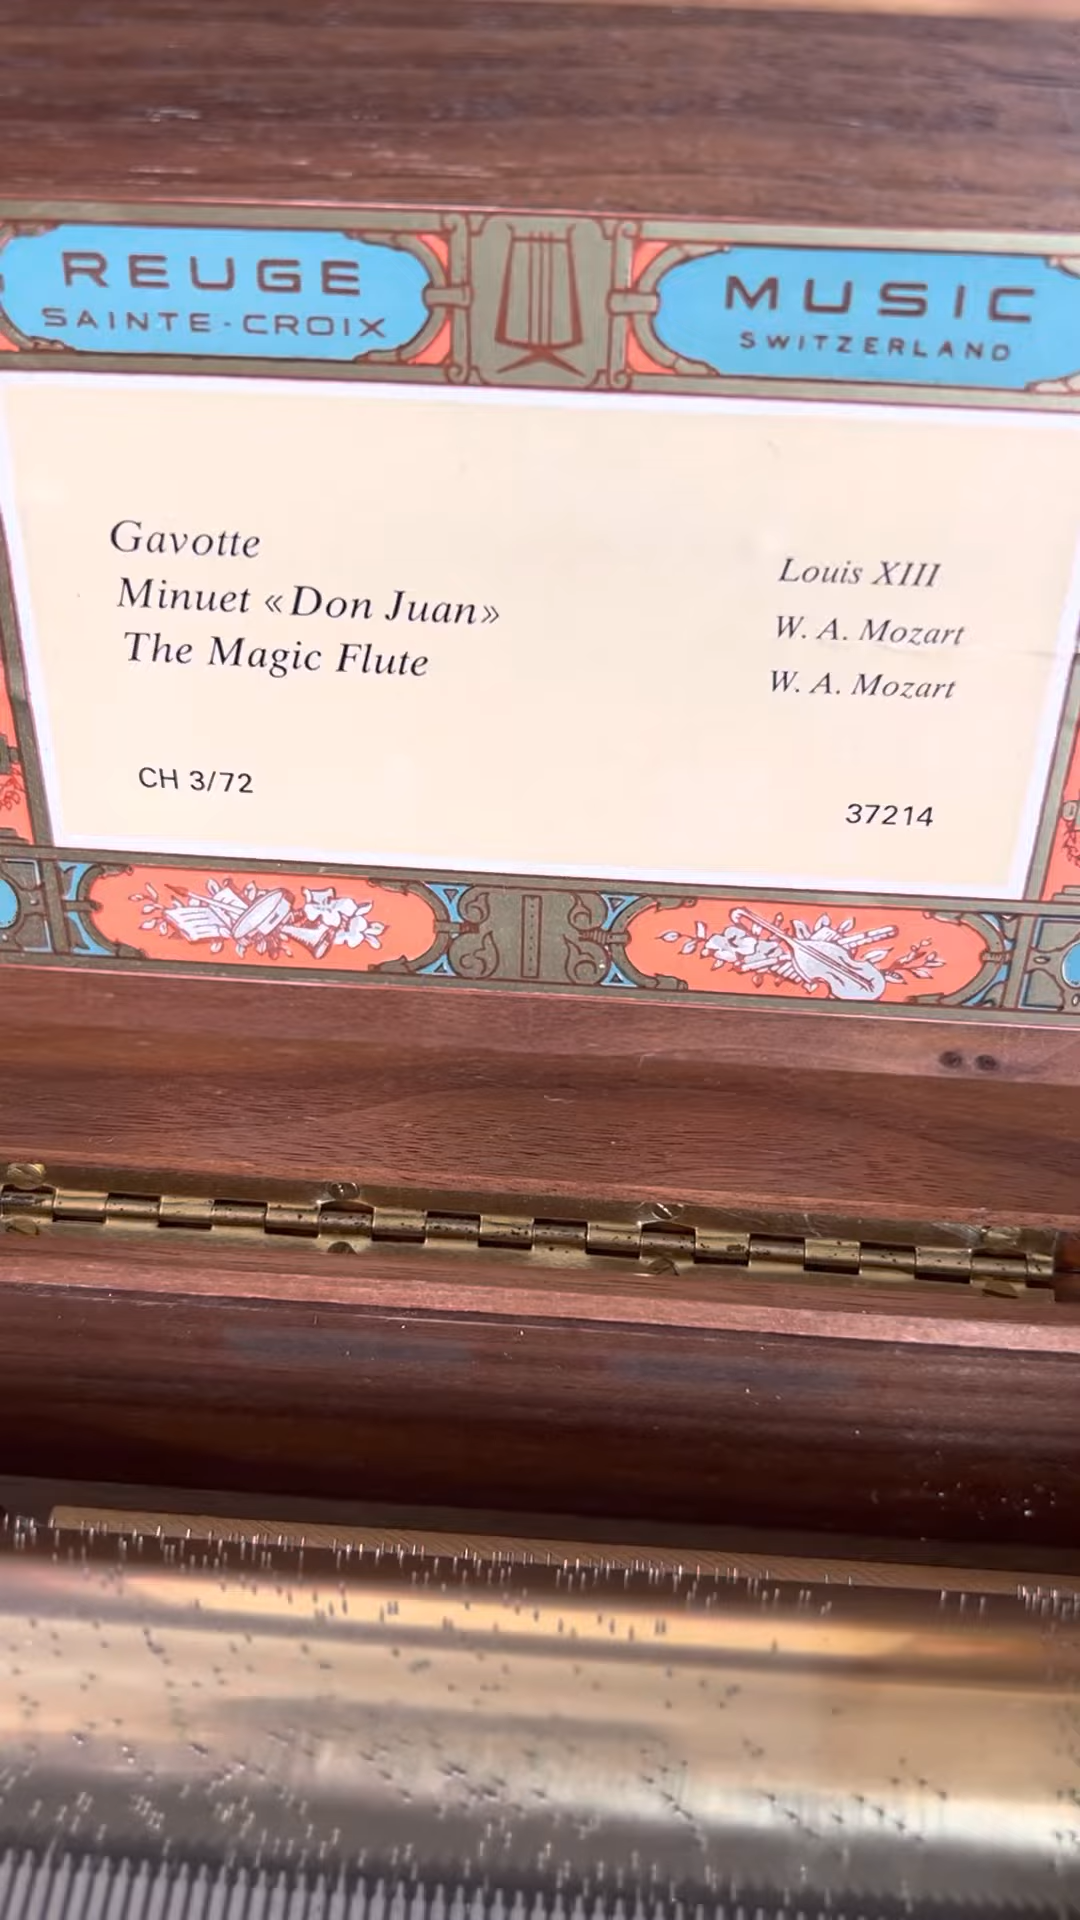 REUGE
SAINTE-CROIX
MUSIC
SWITZERLAND
Gavotte Louis XIII
Minuet «Don Juan» W. A. Mozart
The Magic Flute W. A. Mozart
CH 3/72 37214